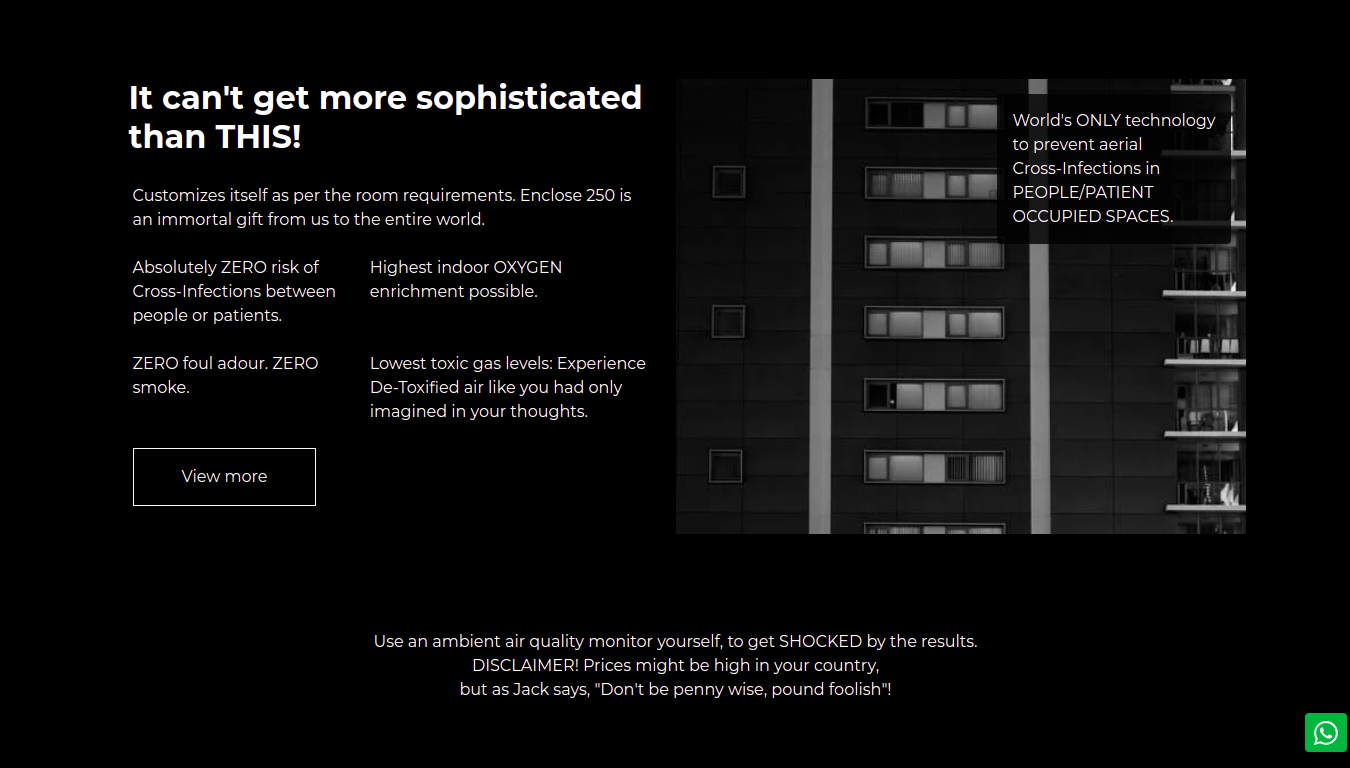 It can't get more sophisticated
than THIS!
Customizes itself as per the room requirements. Enclose 250 is
an immortal gift from us to the entire world.
Absolutely ZERO risk of
Cross-Infections between
people or patients.
Highest indoor OXYGEN
enrichment possible.
ZERO foul adour. ZERO
smoke.
Lowest toxic gas levels: Experience
De-Toxified air like you had only
imagined in your thoughts.
View more
World's ONLY technology
to prevent aerial
Cross-Infections in
PEOPLE/PATIENT
OCCUPIED SPACES.
Use an ambient air quality monitor yourself, to get SHOCKED by the results.
DISCLAIMER! Prices might be high in your country,
but as Jack says, "Don't be penny wise, pound foolish"!